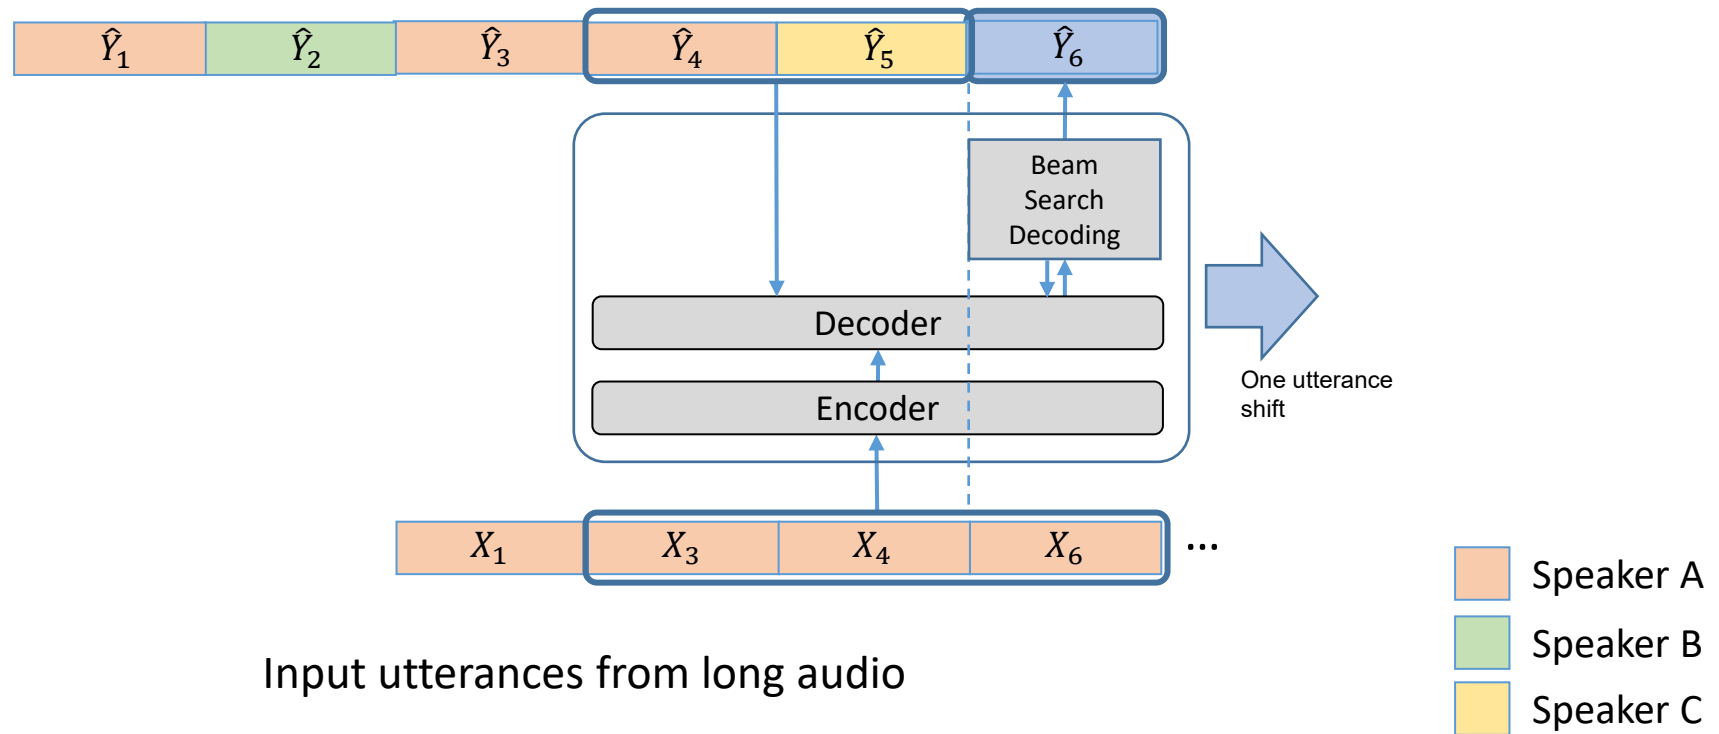 Ŷ₁ Ŷ₂ Ŷ₃ Ŷ₄ Ŷ₅ Ŷ₆
Beam
Search
Decoding
Decoder
Encoder
One utterance
shift
X₁ X₃ X₄ X₆ ...
Speaker A
Speaker B
Speaker C
Input utterances from long audio